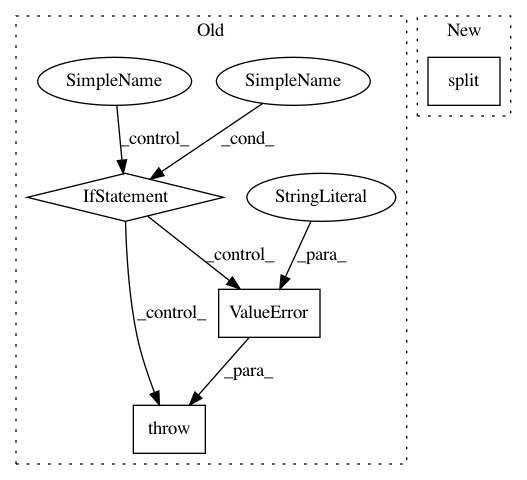 Old
New
SimpleName
SimpleName
split
_control_
_cond_
IfStatement
StringLiteral
_control_
_para_
_control_
ValueError
_para_
throw